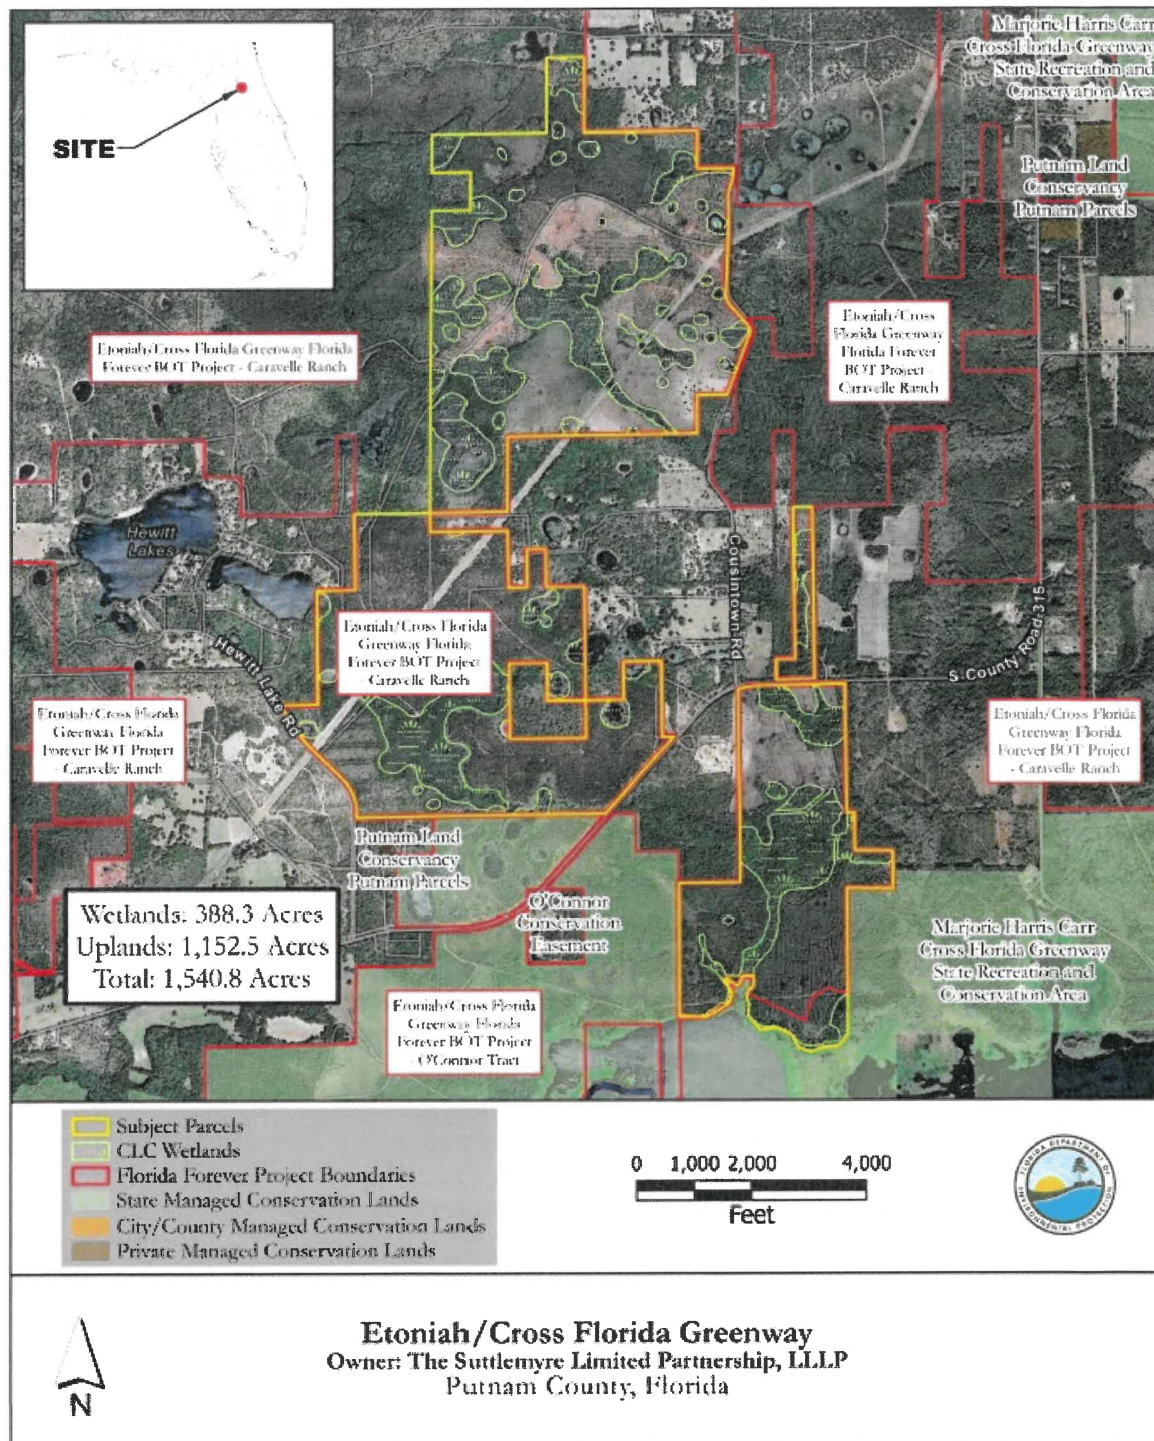 Marjorie Harris Carr
Cross Florida Greenway
State Recreation and
Conservation Area
SITE
Putnam Land
Conservancy
Putnam Parcels
Etoniah/Cross Florida Greenway Florida
Forever BOT Project - Caravelle Ranch
Etoniah/Cross
Florida Greenway
Florida Forever
BOT Project -
Caravelle Ranch
Hewitt
Lakes
Cousintown Rd
S County Road 315
Etoniah/Cross Florida
Greenway Florida
Forever BOT Project
- Caravelle Ranch
Hewitt Lake Rd
Etoniah/Cross Florida
Greenway Florida
Forever BOT Project
- Caravelle Ranch
Etoniah/Cross Florida
Greenway Florida
Forever BOT Project
- Caravelle Ranch
Putnam Land
Conservancy
Putnam Parcels
O'Connor
Conservation
Easement
Wetlands: 388.3 Acres
Uplands: 1,152.5 Acres
Total: 1,540.8 Acres
Marjorie Harris Carr
Cross Florida Greenway
State Recreation and
Conservation Area
Etoniah/Cross Florida
Greenway Florida
Forever BOT Project
- O'Connor Tract
Subject Parcels
CLC Wetlands
Florida Forever Project Boundaries
State Managed Conservation Lands
City/County Managed Conservation Lands
Private Managed Conservation Lands
0 1,000 2,000 4,000
Feet
FLORIDA DEPARTMENT OF
ENVIRONMENTAL PROTECTION
N
Etoniah/Cross Florida Greenway
Owner: The Suttlemyre Limited Partnership, LLLP
Putnam County, Florida